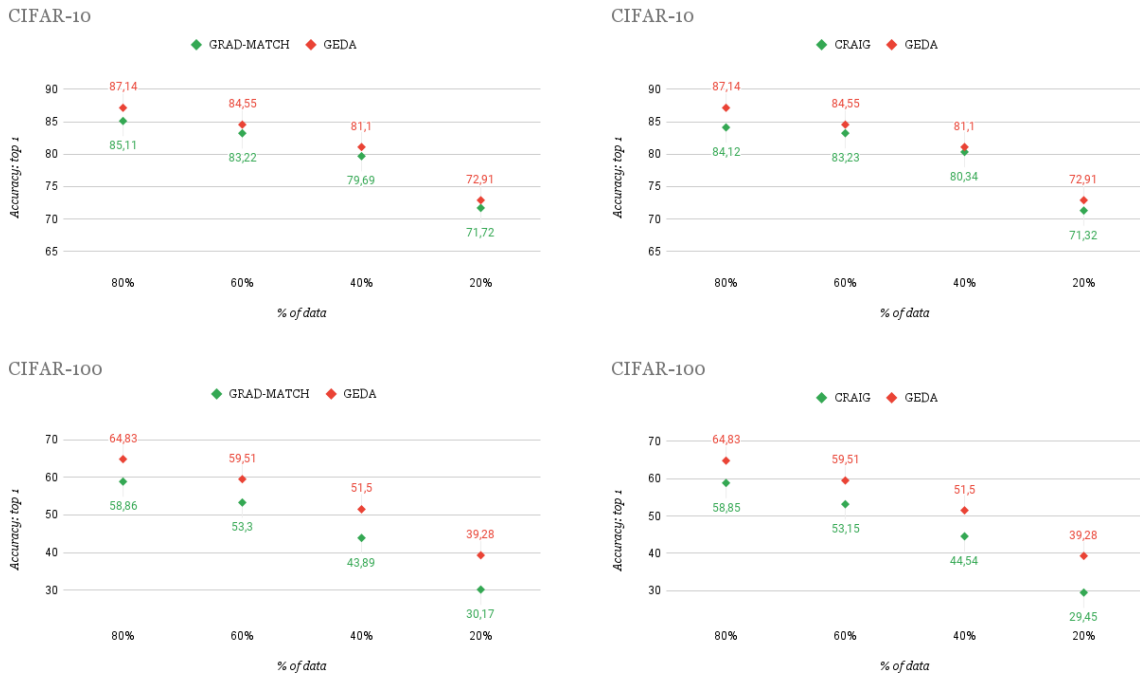 CIFAR-10
GRAD-MATCH GEDA
Accuracy: top 1
90
85
80
75
70
65
87,14
84,55
81,1
72,91
85,11
83,22
79,69
71,72
80% 60% 40% 20%
% of data
CIFAR-10
CRAIG GEDA
Accuracy: top 1
90
85
80
75
70
65
87,14
84,55
81,1
72,91
84,12
83,23
80,34
71,32
80% 60% 40% 20%
% of data
CIFAR-100
GRAD-MATCH GEDA
Accuracy: top 1
70
60
50
40
30
64,83
59,51
51,5
39,28
58,86
53,3
43,89
30,17
80% 60% 40% 20%
% of data
CIFAR-100
CRAIG GEDA
Accuracy: top 1
70
60
50
40
30
64,83
59,51
51,5
39,28
58,85
53,15
44,54
29,45
80% 60% 40% 20%
% of data